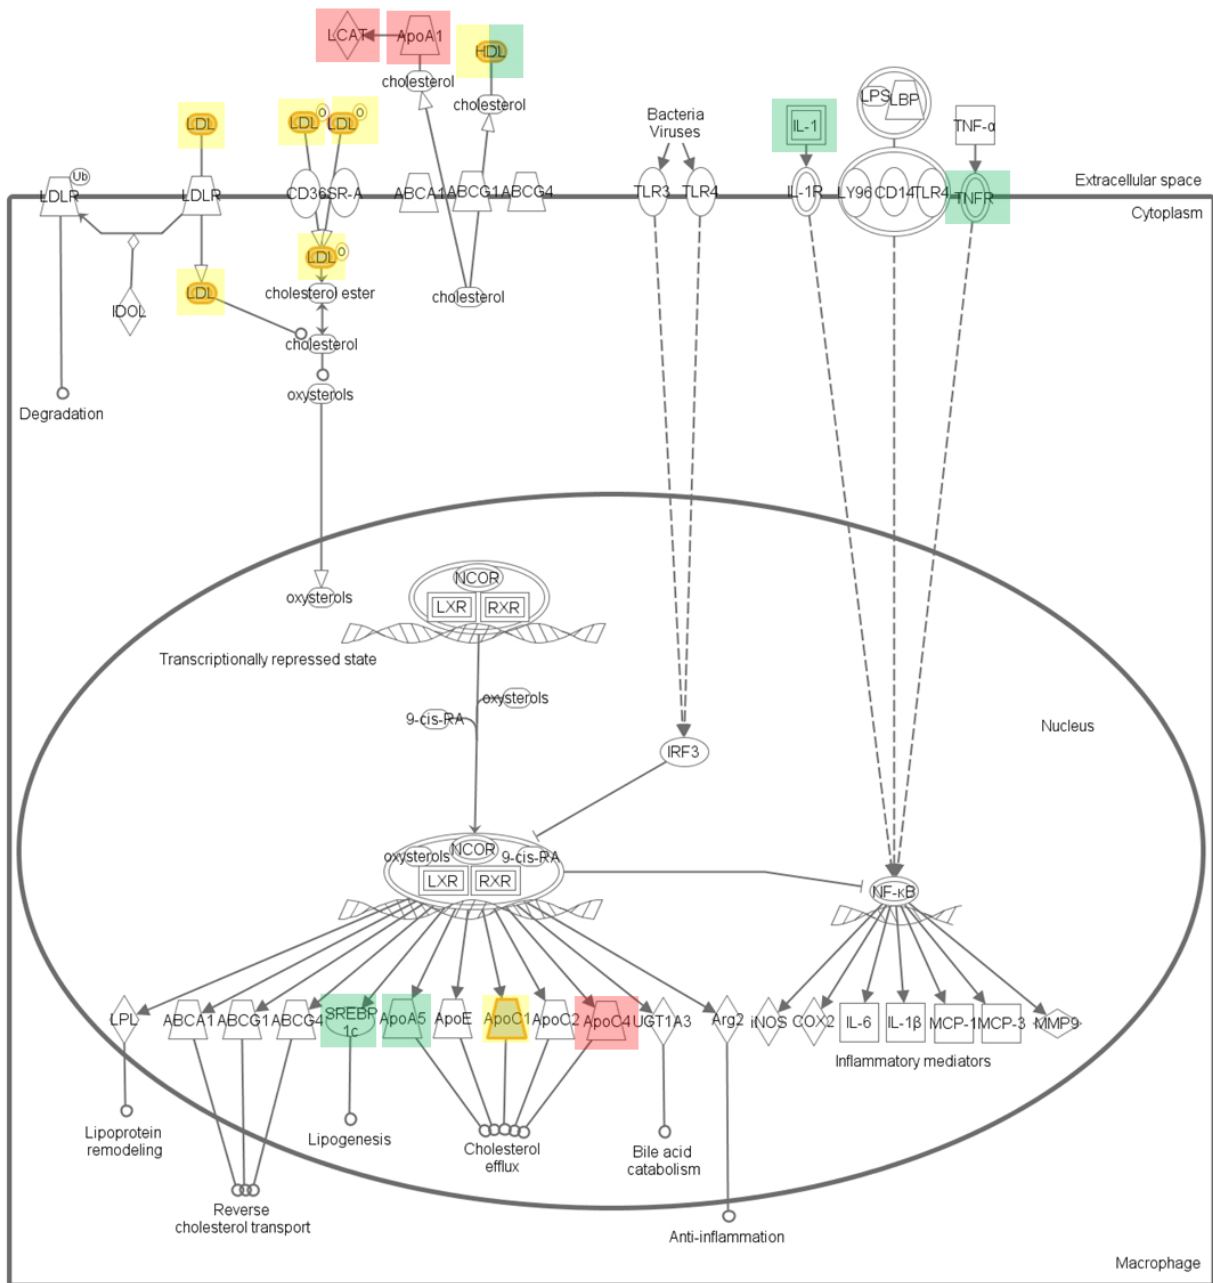 LCAT
ApoA1
HDL
cholesterol
cholesterol
LDL
LDL
O
LDL
O
Bacteria
Viruses
IL-1
LPS
LBP
TNF-α
Ub
LDLR
LDLR
CD36
SR-A
ABCA1
ABCG1
ABCG4
TLR3
TLR4
IL-1R
LY96
CD14
TLR4
TNFR
Extracellular space
Cytoplasm
LDL
O
LDL
cholesterol ester
cholesterol
IDOL
cholesterol
oxysterols
Degradation
oxysterols
NCOR
LXR
RXR
Transcriptionally repressed state
oxysterols
9-cis-RA
Nucleus
IRF3
oxysterols
NCOR
9-cis-RA
LXR
RXR
NF-κB
LPL
ABCA1
ABCG1
ABCG4
SREBP
1c
ApoA5
ApoE
ApoC1
ApoC2
ApoC4
UGT1A3
Arg2
iNOS
COX2
IL-6
IL-1β
MCP-1
MCP-3
MMP9
Inflammatory mediators
Lipoprotein
remodeling
Lipogenesis
Cholesterol
efflux
Bile acid
catabolism
Reverse
cholesterol transport
Anti-inflammation
Macrophage